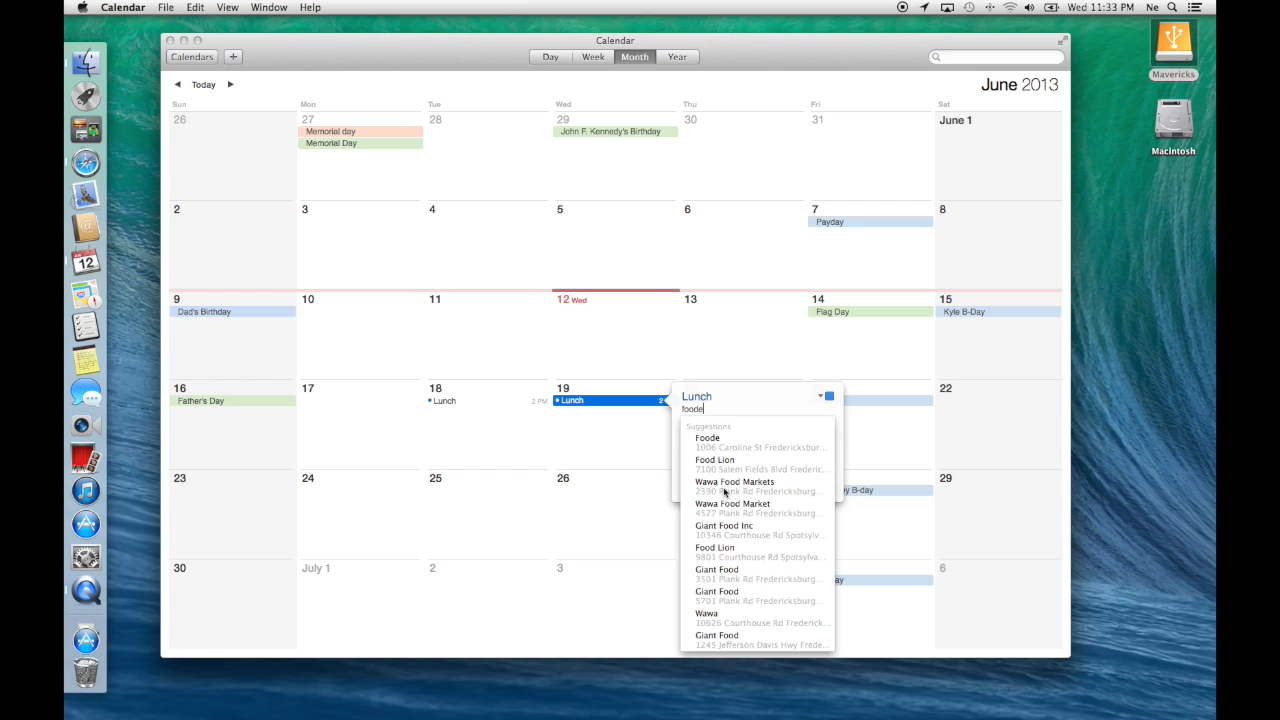 Calendar File Edit View Window Help
Wed 11:33 PM Ne
Calendar
Calendars + Day Week Month Year
Today
June 2013
Sun Mon Tue Wed Thu Fri Sat
26 27 28 29 30 31 June 1
Memorial day
John F. Kennedy's Birthday
Memorial Day
2 3 4 5 6 7 8
Payday
9 10 11 12 Wed 13 14 15
Dad's Birthday Flag Day Kyle B-Day
16 17 18 19 22
Father's Day Lunch 2 PM Lunch 2
Lunch
foode
Suggestions
Foode
1006 Caroline St Fredericksbur...
Food Lion
7100 Salem Fields Blvd Frederic...
Wawa Food Markets
2390 Plank Rd Fredericksburg...
Wawa Food Market
4527 Plank Rd Fredericksburg...
Giant Food Inc
10346 Courthouse Rd Spotsylv...
Food Lion
9801 Courthouse Rd Spotsylva...
Giant Food
3501 Plank Rd Fredericksburg...
Giant Food
5701 Plank Rd Fredericksburg...
Wawa
10626 Courthouse Rd Frederick...
Giant Food
1245 Jefferson Davis Hwy Frede...
23 24 25 26 29
y B-day
30 July 1 2 3 6
ay
Mavericks
Macintosh
12